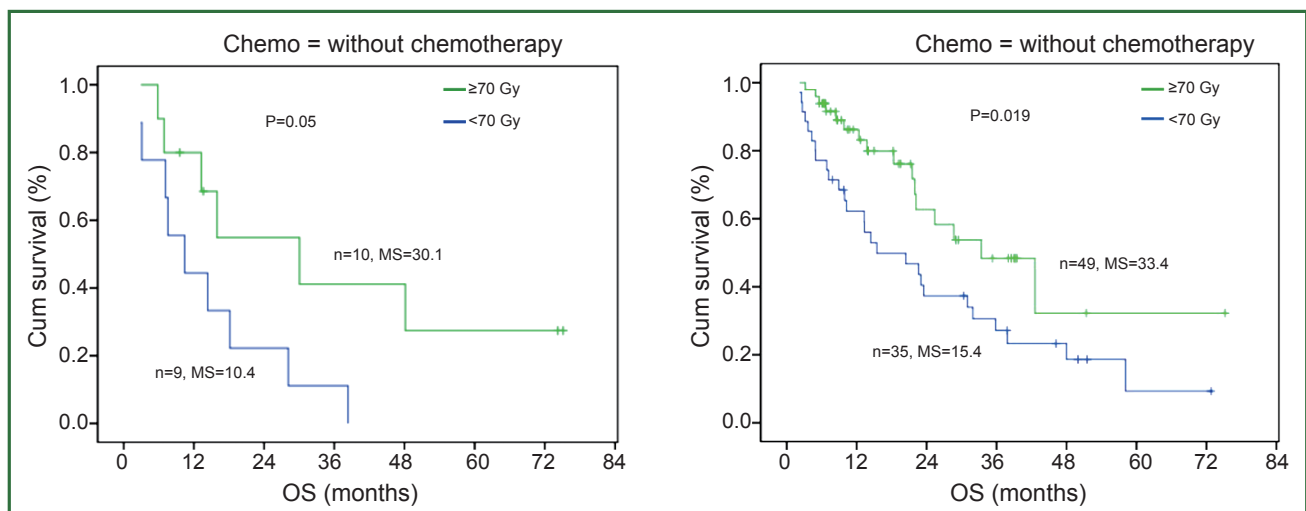 Chemo = without chemotherapy
1.0
0.8
0.6
0.4
0.2
0.0
Cum survival (%)
≥70 Gy
<70 Gy
P=0.05
n=10, MS=30.1
n=9, MS=10.4
0 12 24 36 48 72 84
OS (months)
Chemo = without chemotherapy
1.0
0.8
0.6
0.4
0.2
0.0
Cum survival (%)
≥70 Gy
<70 Gy
P=0.019
n=49, MS=33.4
n=35, MS=15.4
0 12 24 36 48 60 72 84
OS (months)